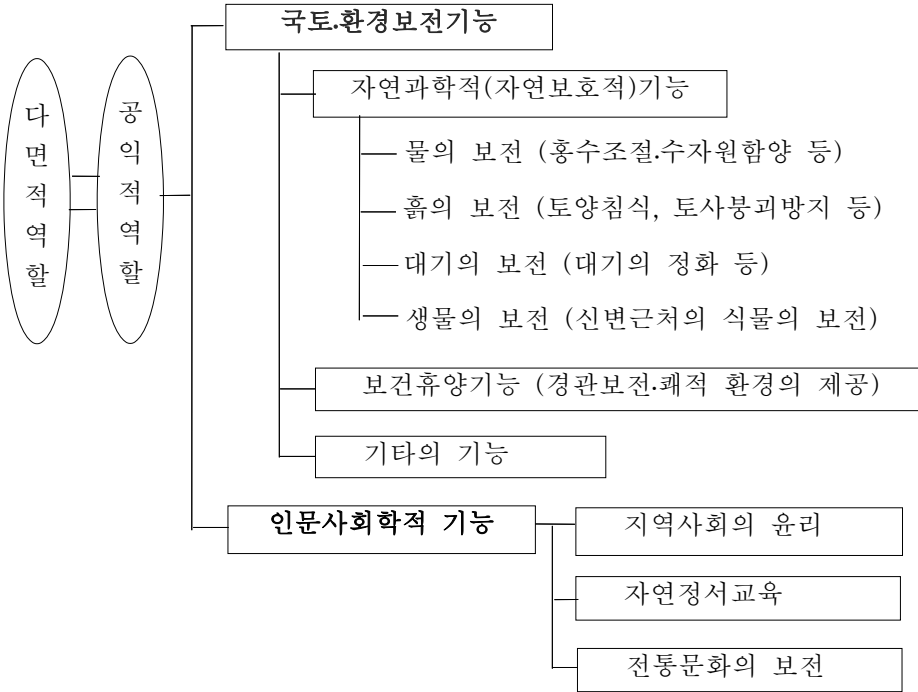 다면적역할
공익적역할
국토.환경보전기능
자연과학적(자연보호적)기능
물의 보전 (홍수조절.수자원함양 등)
흙의 보전 (토양침식, 토사붕괴방지 등)
대기의 보전 (대기의 정화 등)
생물의 보전 (신변근처의 식물의 보전)
보건휴양기능 (경관보전.쾌적 환경의 제공)
기타의 기능
인문사회학적 기능
지역사회의 윤리
자연정서교육
전통문화의 보전